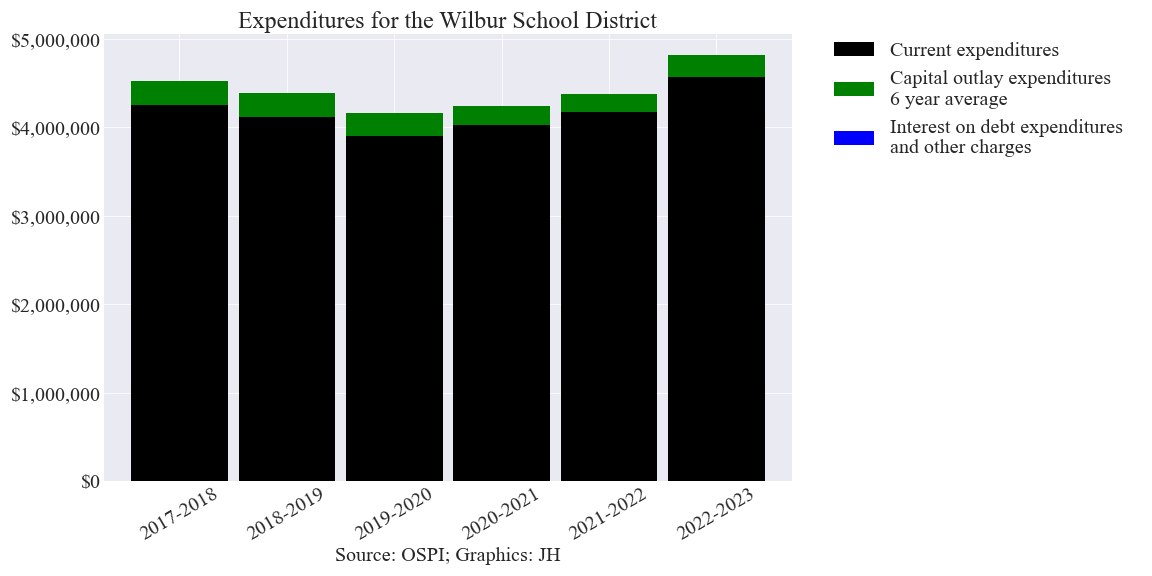 Expenditures for the Wilbur School District
$5,000,000
$4,000,000
$3,000,000
$2,000,000
$1,000,000
$0
2017-2018
2018-2019
2019-2020
2020-2021
2021-2022
2022-2023
Source: OSPI; Graphics: JH
Current expenditures
Capital outlay expenditures
6 year average
Interest on debt expenditures
and other charges